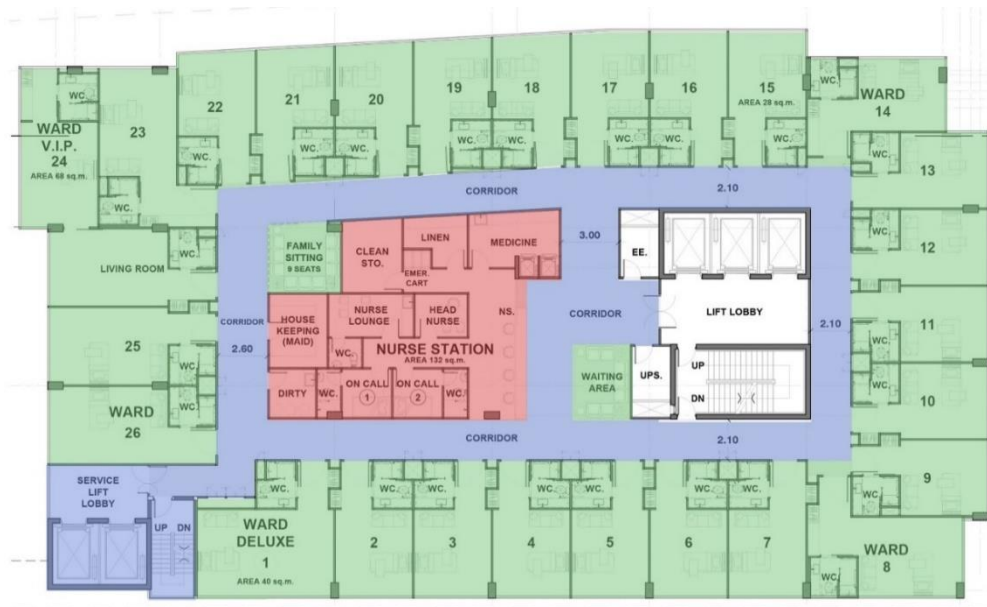 19
18
17
16
15
AREA 28 sq.m.
20
21
22
WC.
WC.
WC.
WC.
WC.
WC.
WC.
WC.
WC.
WARD
14
WC.
WARD
V.I.P.
24
AREA 68 sq.m.
23
WC.
WC.
WC.
13
CORRIDOR
2.10
LIVING ROOM
WC.
FAMILY
SITTING
9 SEATS
CLEAN
STO.
LINEN
MEDICINE
EMER.
CART
3.00
EE.
WC.
12
CORRIDOR
2.60
HOUSE
KEEPING
(MAID)
NURSE
LOUNGE
HEAD
NURSE
NS.
CORRIDOR
LIFT LOBBY
2.10
WC.
11
25
WC.
WC.
NURSE STATION
AREA 132 sq.m.
WAITING
AREA
UPS.
UP
DN
WC.
10
DIRTY
WC.
ON CALL
1
ON CALL
2
WC.
WARD
26
WC.
CORRIDOR
2.10
SERVICE
LIFT
LOBBY
UP
DN
WC.
WC.
WC.
WC.
WC.
WC.
WC.
WC.
9
WARD
DELUXE
1
AREA 40 sq.m.
2
3
4
5
6
7
WARD
8
WC.